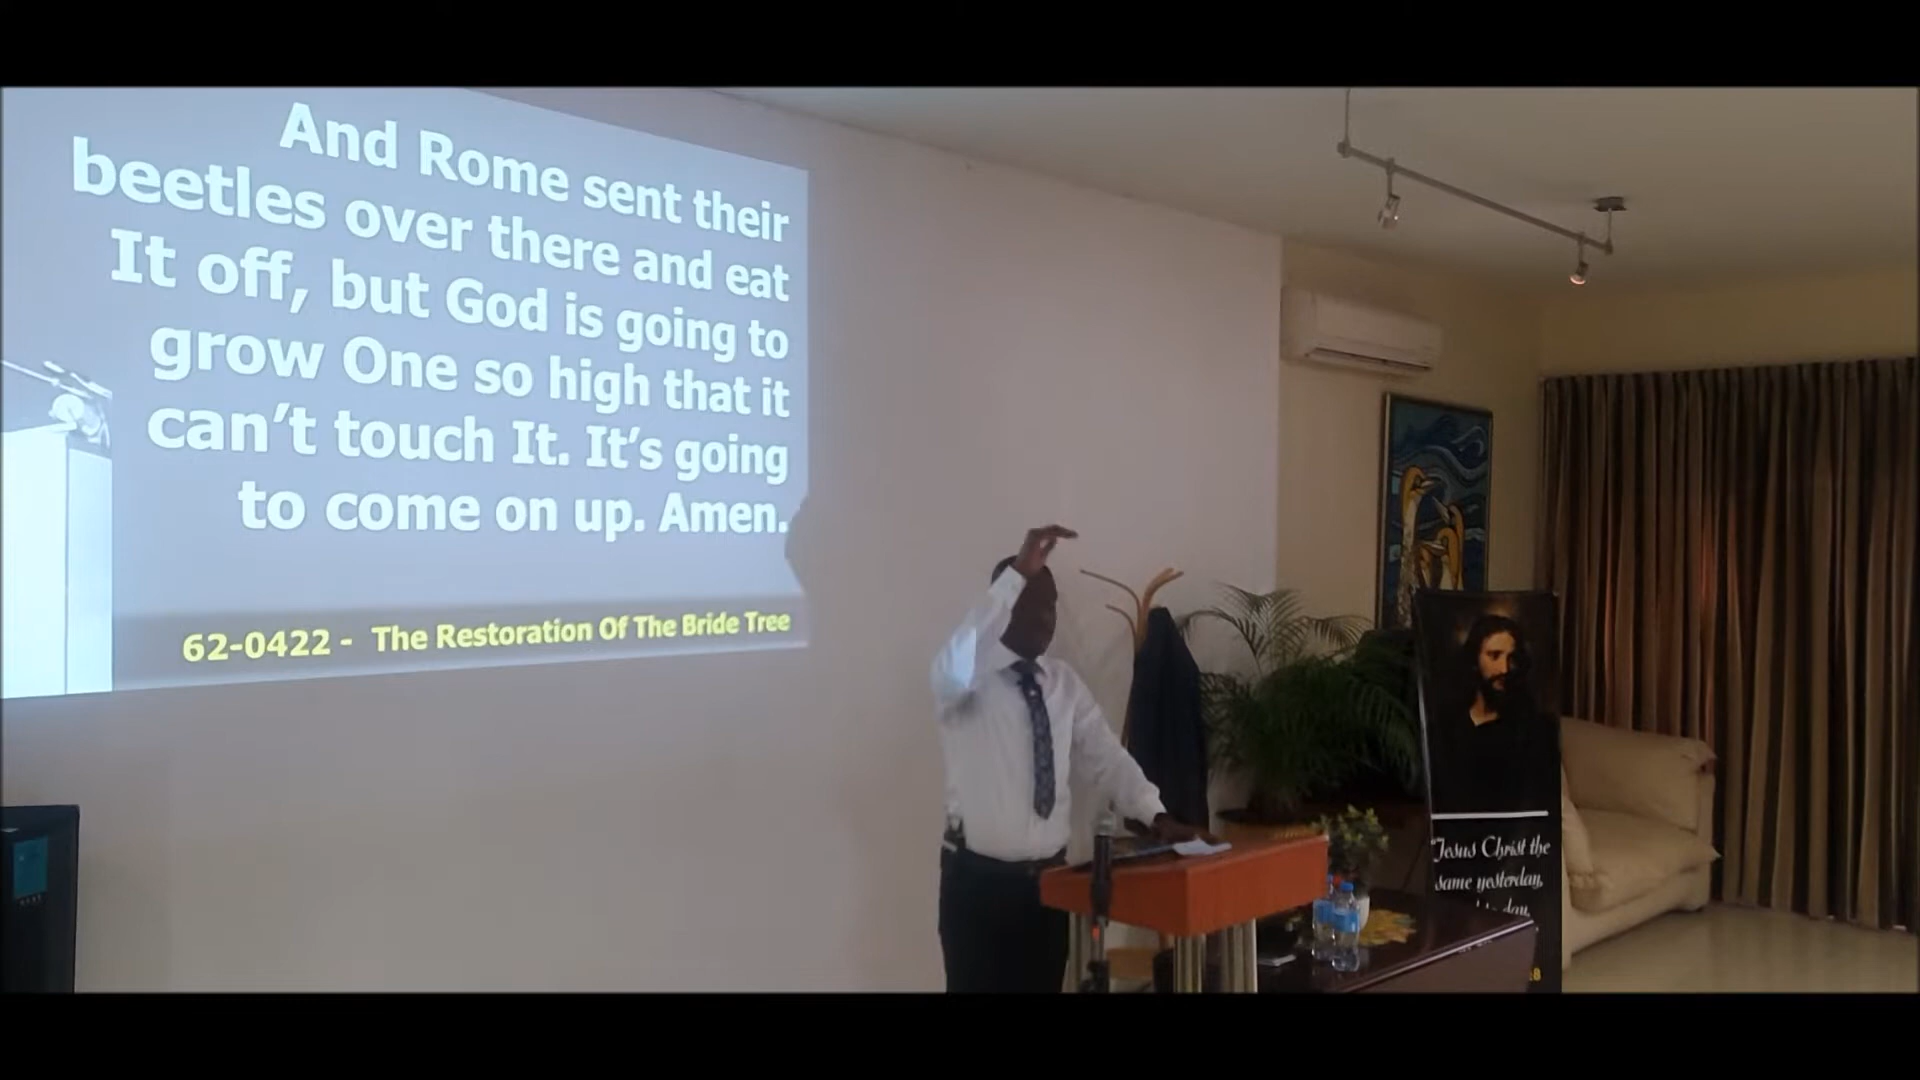 And Rome sent their
beetles over there and eat
It off, but God is going to
grow One so high that it
can't touch It. It's going
to come on up. Amen.
62-0422 - The Restoration Of The Bride Tree
"Jesus Christ the
same yesterday,
day,
:8